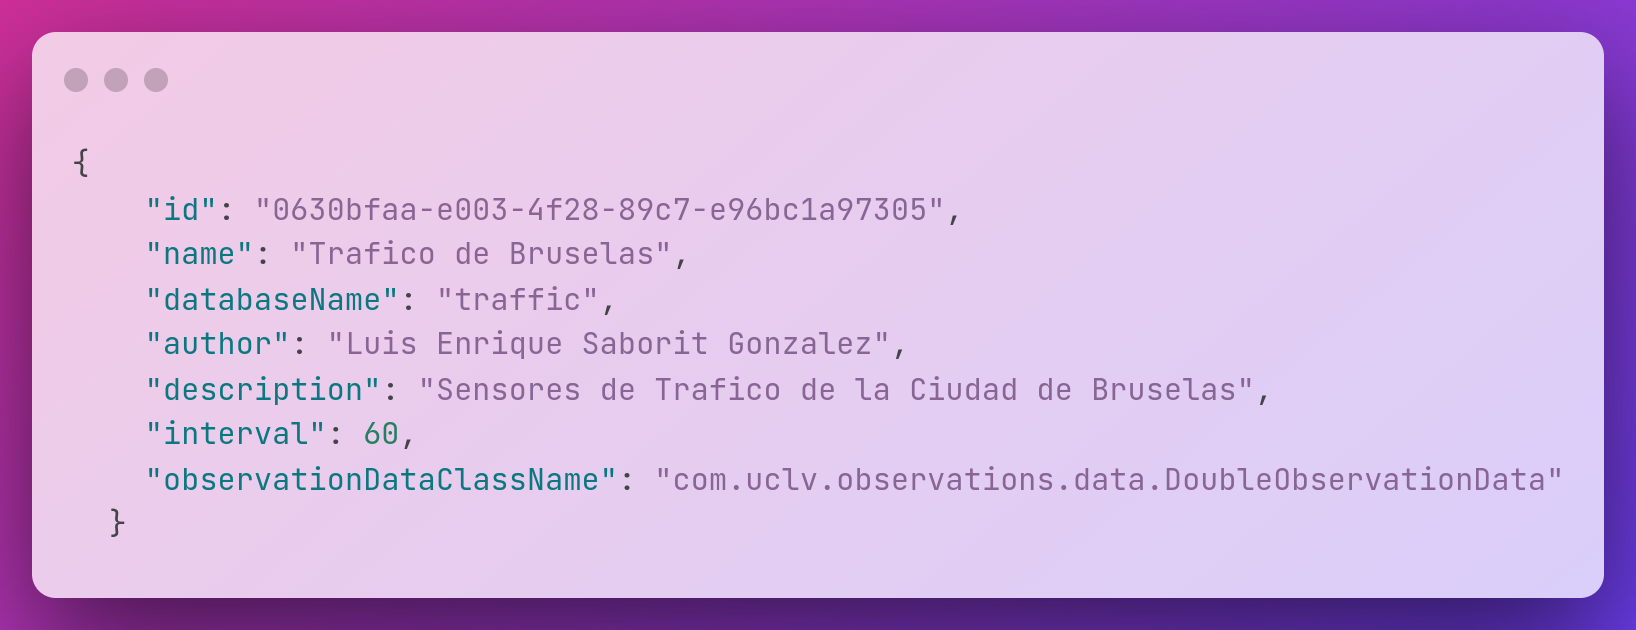 {
"id": "0630bfaa-e003-4f28-89c7-e96bc1a97305",
"name": "Trafico de Bruselas",
"databaseName": "traffic",
"author": "Luis Enrique Saborit Gonzalez",
"description": "Sensores de Trafico de la Ciudad de Bruselas",
"interval": 60,
"observationDataClassName": "com.uclv.observations.data.DoubleObservationData"
}